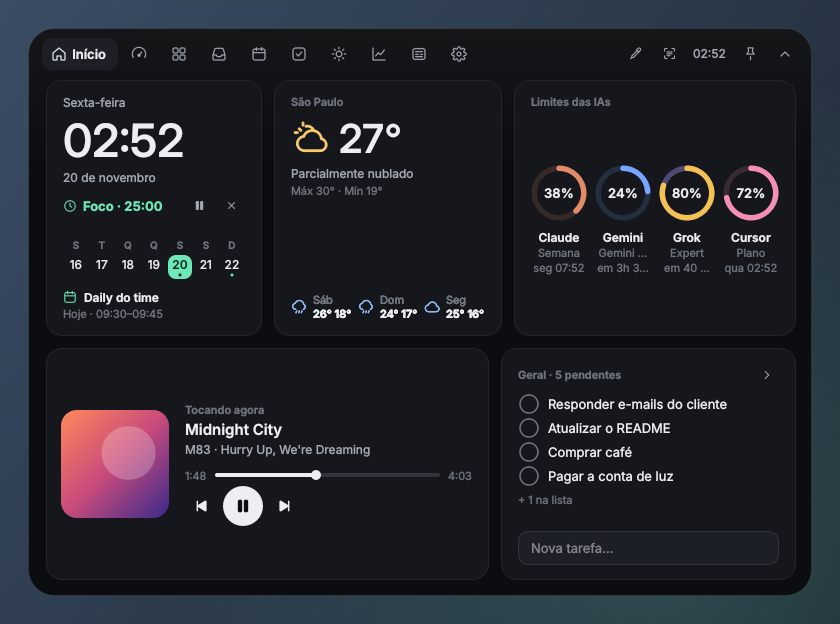 Início
02:52
Sexta-feira
02:52
20 de novembro
Foco · 25:00
S T Q Q S S D
16 17 18 19 20 21 22
Daily do time
Hoje · 09:30–09:45
São Paulo
27°
Parcialmente nublado
Máx 30° · Mín 19°
Sáb Dom Seg
26° 18° 24° 17° 25° 16°
Limites das IAs
38% 24% 80% 72%
Claude Gemini Grok Cursor
Semana Gemini ... Expert Plano
seg 07:52 em 3h 3... em 40 ... qua 02:52
Tocando agora
Midnight City
M83 · Hurry Up, We're Dreaming
1:48 4:03
Geral · 5 pendentes
Responder e-mails do cliente
Atualizar o README
Comprar café
Pagar a conta de luz
+ 1 na lista
Nova tarefa...